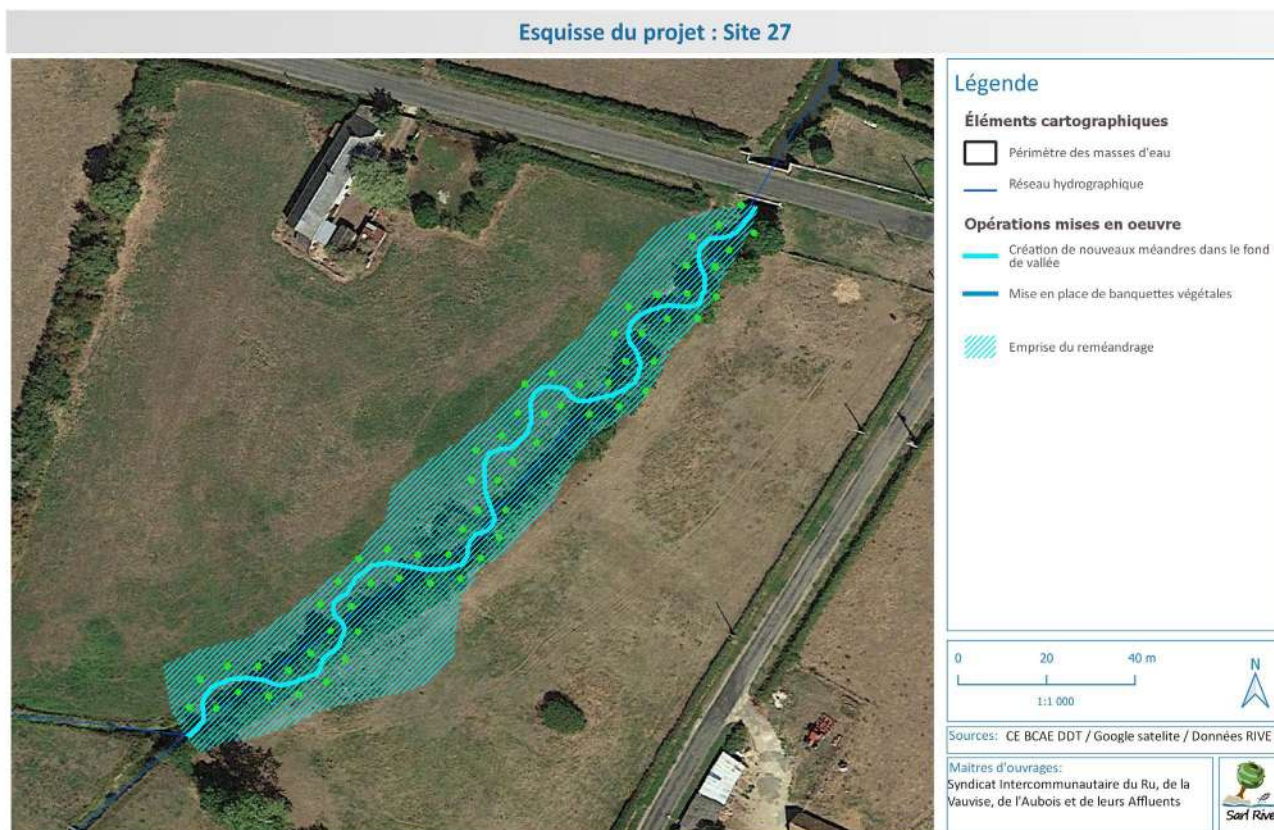 Esquisse du projet : Site 27
Légende
Éléments cartographiques
Périmètre des masses d'eau
Réseau hydrographique
Opérations mises en oeuvre
Création de nouveaux méandres dans le fond
de vallée
Mise en place de banquettes végétales
Emprise du reméandrage
0 20 40 m
N
1:1 000
Sources: CE BCAE DDT / Google satelite / Données RIVE
Maitres d'ouvrages:
Syndicat Intercommunautaire du Ru, de la
Vauvise, de l'Aubois et de leurs Affluents
Sarl Rive